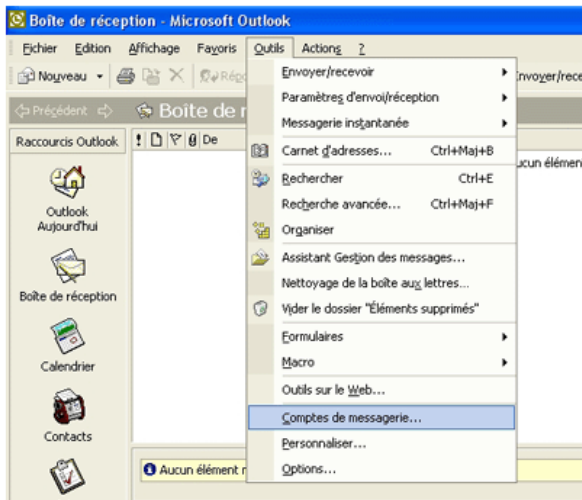 Boîte de réception - Microsoft Outlook
Fichier Edition Affichage Favoris Outils Actions ?
Nouveau
Précédent Boîte de r
Raccourcis Outlook
! De
Outlook Aujourd'hui
Boîte de réception
Calendrier
Contacts
Envoyer/recevoir
Paramètres d'envoi/réception
Messagerie instantanée
Carnet d'adresses... Ctrl+Maj+B
Rechercher Ctrl+E
Recherche avancée... Ctrl+Maj+F
Organiser
Assistant Gestion des messages...
Nettoyage de la boîte aux lettres...
Vider le dossier "Éléments supprimés"
Formulaires
Macro
Outils sur le Web...
Comptes de messagerie...
Personnaliser...
Options...
nvoyer/rece
ucun élémen
Aucun élément